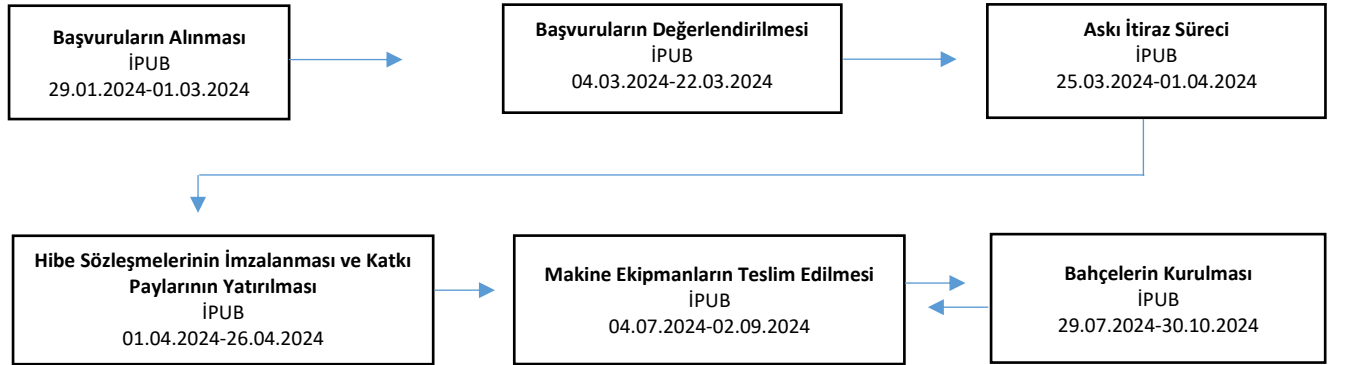 Başvuruların Alınması
İPUB
29.01.2024-01.03.2024
Başvuruların Değerlendirilmesi
İPUB
04.03.2024-22.03.2024
Askı İtiraz Süreci
İPUB
25.03.2024-01.04.2024
Hibe Sözleşmelerinin İmzalanması ve Katkı
Paylarının Yatırılması
İPUB
01.04.2024-26.04.2024
Makine Ekipmanların Teslim Edilmesi
İPUB
04.07.2024-02.09.2024
Bahçelerin Kurulması
İPUB
29.07.2024-30.10.2024